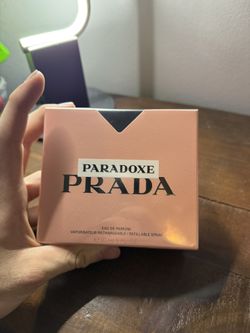 PARADOXE
PRADA
EAU DE PARFUM
VAPORISATEUR RECHARGEABLE / REFILLABLE SPRAY